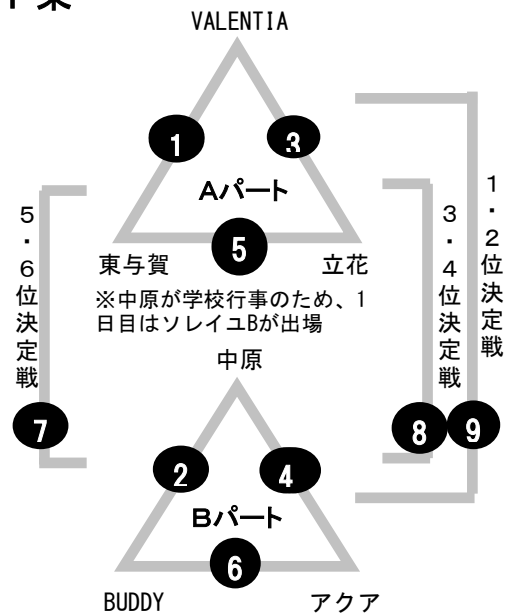 VALENTIA
1
3
Aパート
5
東与賀
立花
※中原が学校行事のため、1
日目はソレイユBが出場
中原
2
4
Bパート
6
BUDDY
アクア
5・6位決定戦
7
3・4位決定戦
8
1・2位決定戦
9